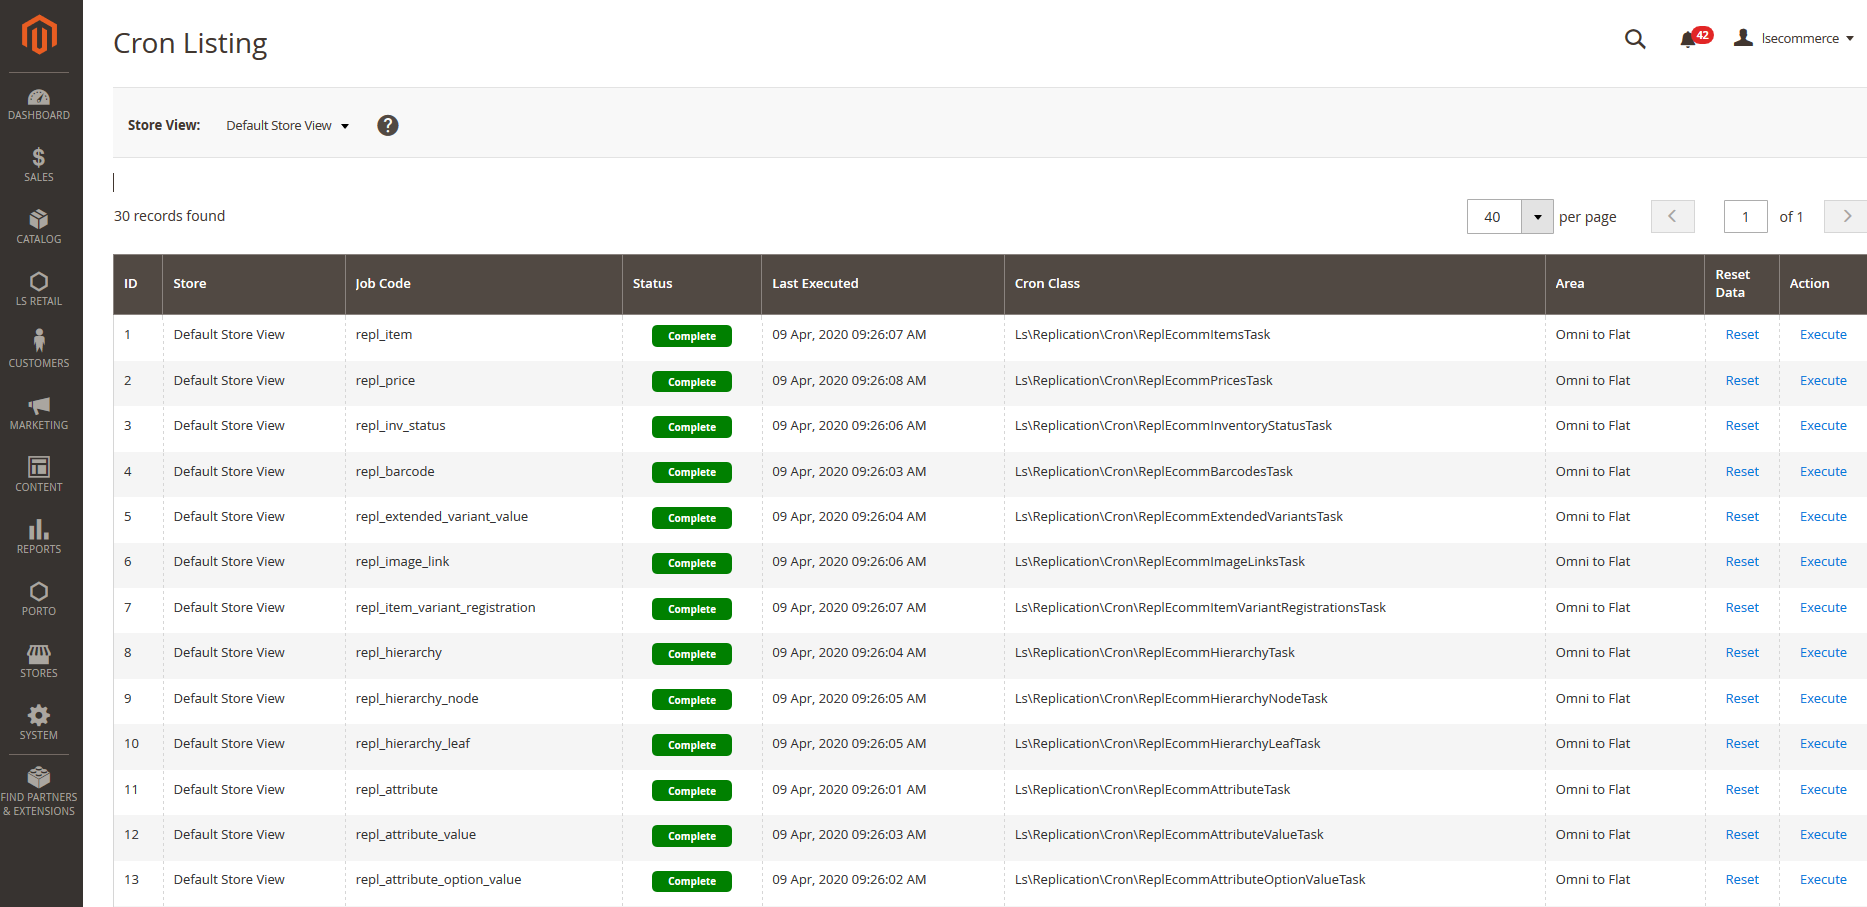 Cron Listing
42
lsecommerce
DASHBOARD
SALES
CATALOG
LS RETAIL
CUSTOMERS
MARKETING
CONTENT
REPORTS
PORTO
STORES
SYSTEM
FIND PARTNERS
& EXTENSIONS
Store View: Default Store View ?
30 records found
40 per page 1 of 1
ID Store Job Code Status Last Executed Cron Class Area Reset Data Action
1 Default Store View repl_item Complete 09 Apr, 2020 09:26:07 AM Ls\Replication\Cron\ReplEcommItemsTask Omni to Flat Reset Execute
2 Default Store View repl_price Complete 09 Apr, 2020 09:26:08 AM Ls\Replication\Cron\ReplEcommPricesTask Omni to Flat Reset Execute
3 Default Store View repl_inv_status Complete 09 Apr, 2020 09:26:06 AM Ls\Replication\Cron\ReplEcommInventoryStatusTask Omni to Flat Reset Execute
4 Default Store View repl_barcode Complete 09 Apr, 2020 09:26:03 AM Ls\Replication\Cron\ReplEcommBarcodesTask Omni to Flat Reset Execute
5 Default Store View repl_extended_variant_value Complete 09 Apr, 2020 09:26:04 AM Ls\Replication\Cron\ReplEcommExtendedVariantsTask Omni to Flat Reset Execute
6 Default Store View repl_image_link Complete 09 Apr, 2020 09:26:06 AM Ls\Replication\Cron\ReplEcommImageLinksTask Omni to Flat Reset Execute
7 Default Store View repl_item_variant_registration Complete 09 Apr, 2020 09:26:07 AM Ls\Replication\Cron\ReplEcommItemVariantRegistrationsTask Omni to Flat Reset Execute
8 Default Store View repl_hierarchy Complete 09 Apr, 2020 09:26:04 AM Ls\Replication\Cron\ReplEcommHierarchyTask Omni to Flat Reset Execute
9 Default Store View repl_hierarchy_node Complete 09 Apr, 2020 09:26:05 AM Ls\Replication\Cron\ReplEcommHierarchyNodeTask Omni to Flat Reset Execute
10 Default Store View repl_hierarchy_leaf Complete 09 Apr, 2020 09:26:05 AM Ls\Replication\Cron\ReplEcommHierarchyLeafTask Omni to Flat Reset Execute
11 Default Store View repl_attribute Complete 09 Apr, 2020 09:26:01 AM Ls\Replication\Cron\ReplEcommAttributeTask Omni to Flat Reset Execute
12 Default Store View repl_attribute_value Complete 09 Apr, 2020 09:26:03 AM Ls\Replication\Cron\ReplEcommAttributeValueTask Omni to Flat Reset Execute
13 Default Store View repl_attribute_option_value Complete 09 Apr, 2020 09:26:02 AM Ls\Replication\Cron\ReplEcommAttributeOptionValueTask Omni to Flat Reset Execute